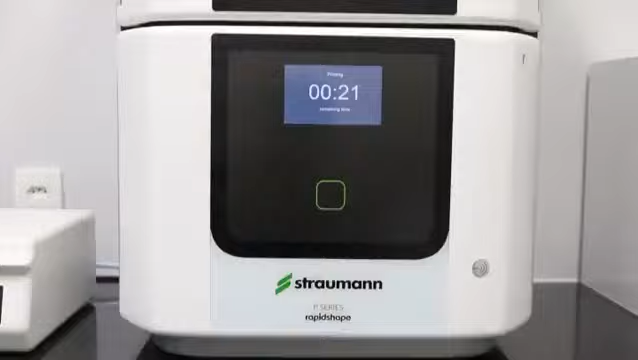 Printing
00:21
remaining time
straumann
P SERIES
rapidshape